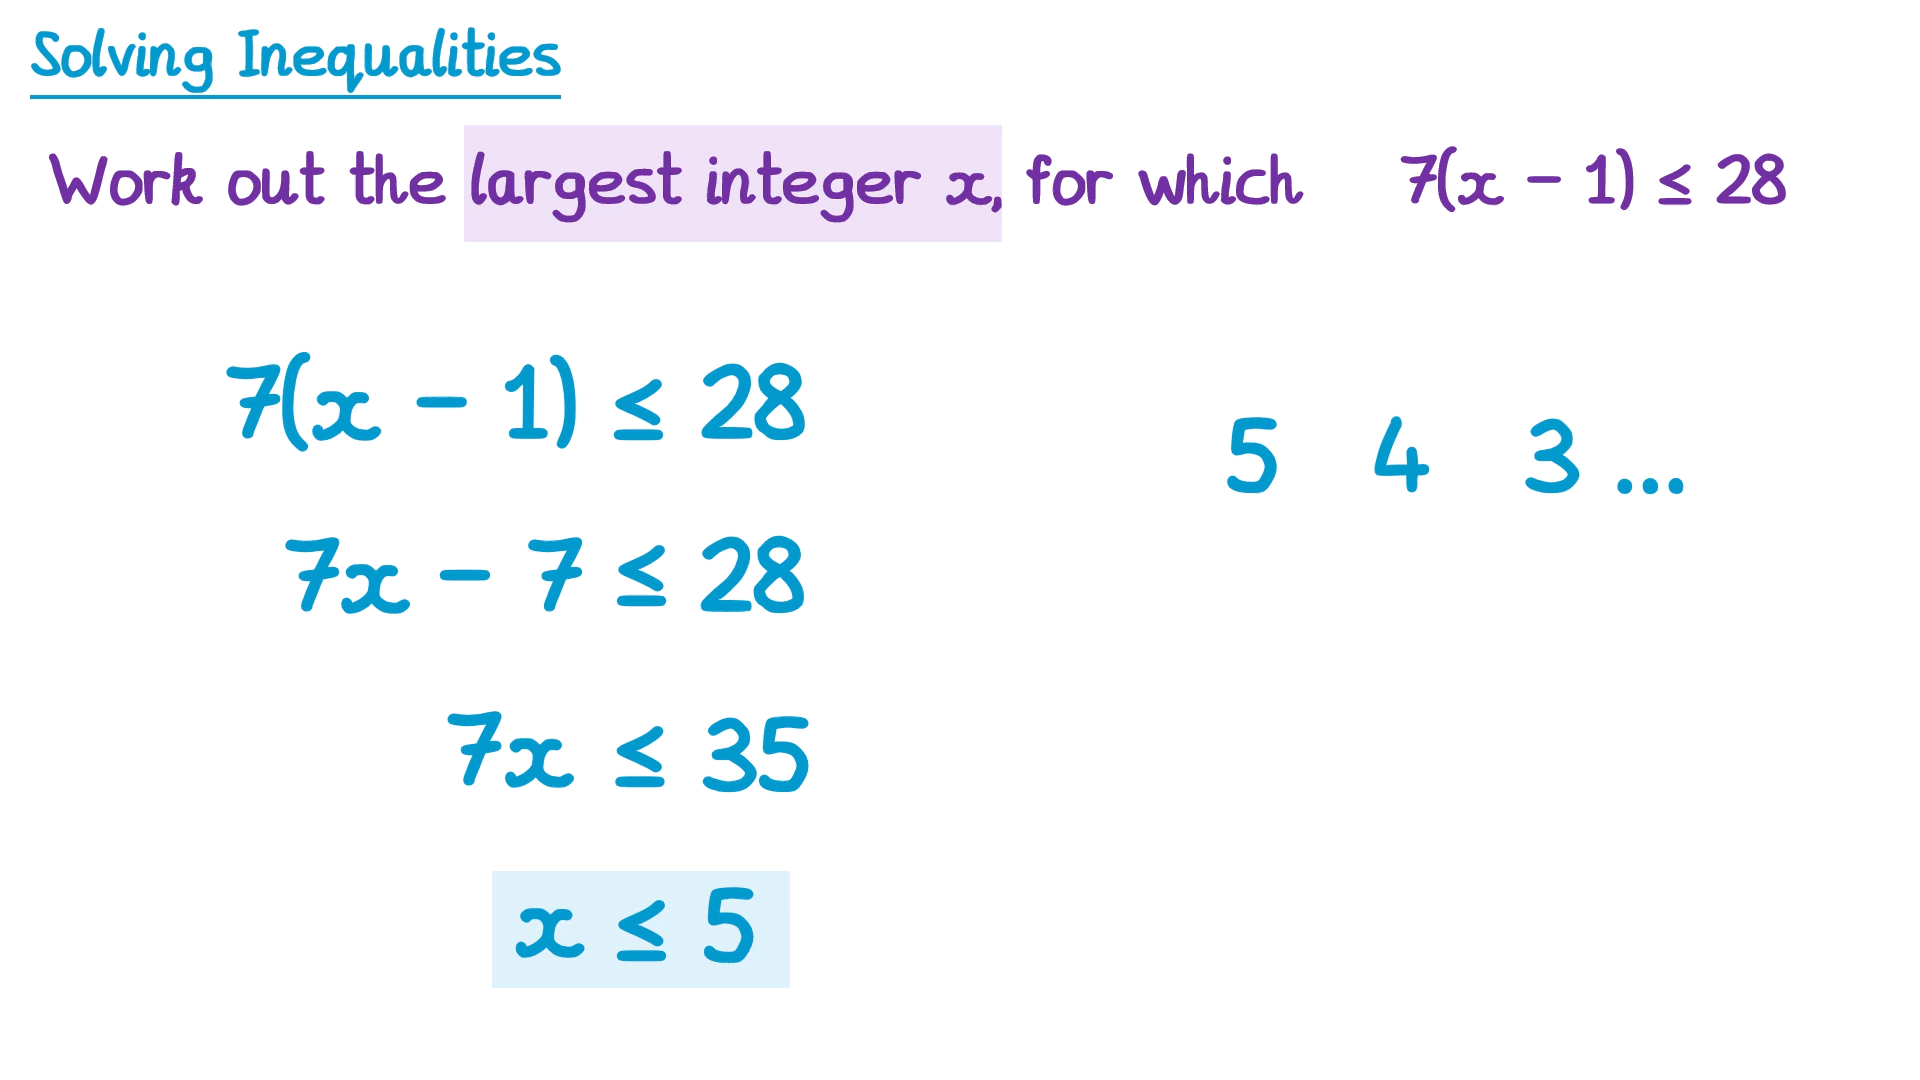 Solving Inequalities
Work out the largest integer x, for which 7(x − 1) ≤ 28
7(x − 1) ≤ 28
5 4 3 ...
7x − 7 ≤ 28
7x ≤ 35
x ≤ 5